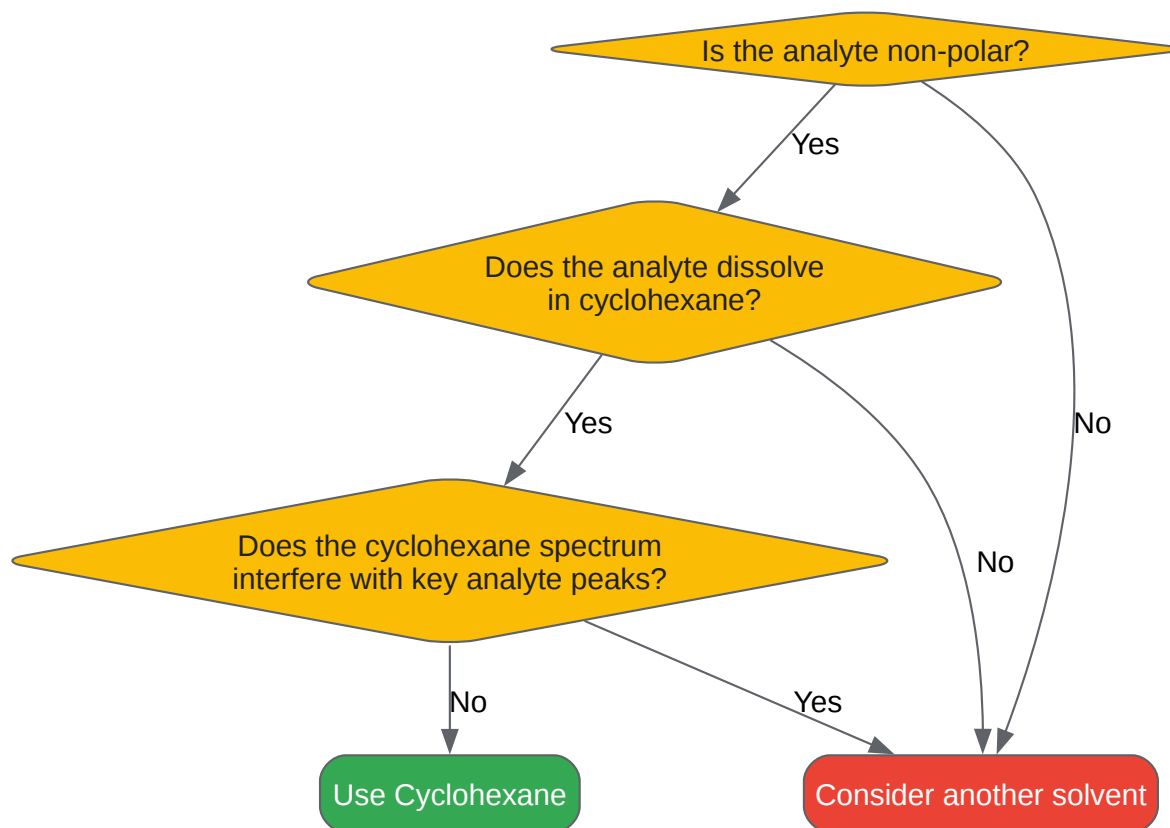 Is the analyte non-polar?
Yes
Does the analyte dissolve
in cyclohexane?
Yes
No
Does the cyclohexane spectrum
interfere with key analyte peaks?
No
No
Yes
Use Cyclohexane
Consider another solvent